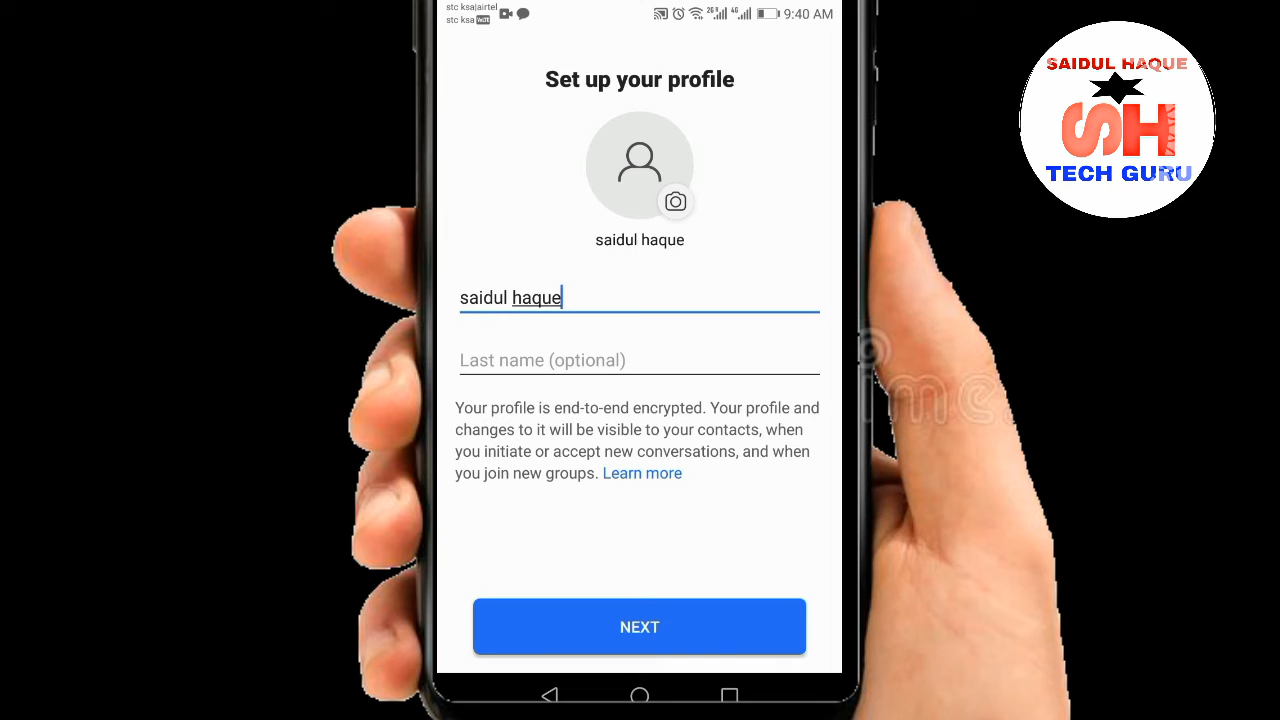 stc ksa|airtel
stc ksa VoLTE
2G 4G 9:40 AM
Set up your profile
saidul haque
saidul haque
Last name (optional)
Your profile is end-to-end encrypted. Your profile and
changes to it will be visible to your contacts, when
you initiate or accept new conversations, and when
you join new groups. Learn more
NEXT
SAIDUL HAQUE
SH
TECH GURU